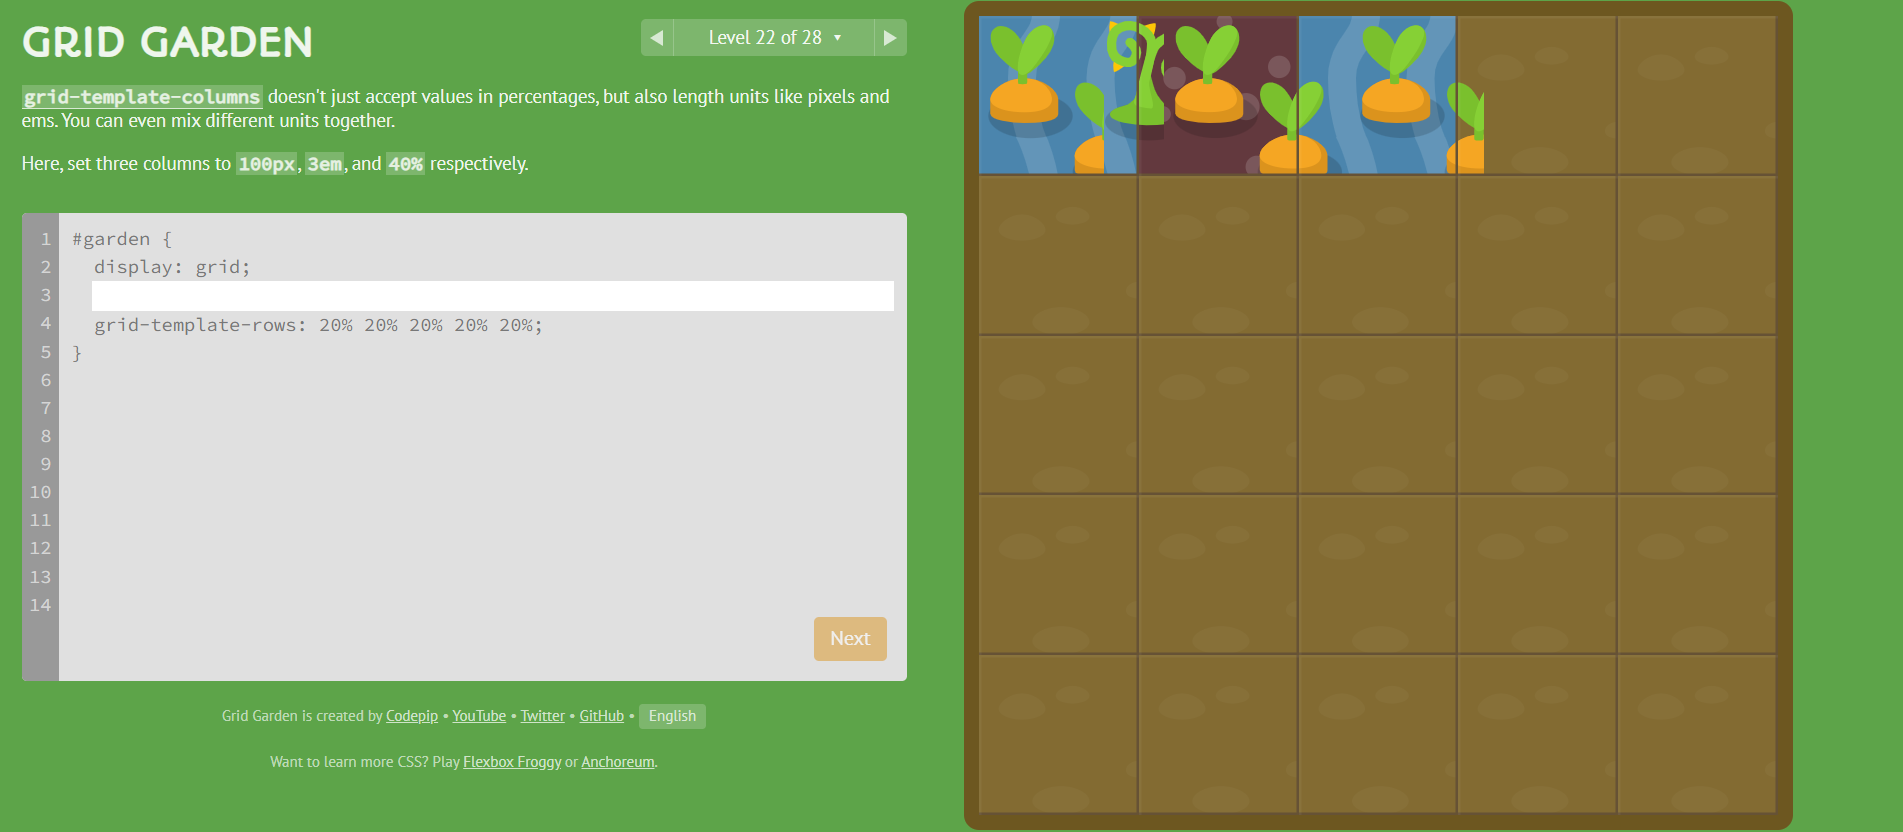 GRID GARDEN
◀ Level 22 of 28 ▾ ▶
grid-template-columns doesn't just accept values in percentages, but also length units like pixels and
ems. You can even mix different units together.
Here, set three columns to 100px, 3em, and 40% respectively.
1 #garden {
2 display: grid;
3
4 grid-template-rows: 20% 20% 20% 20% 20%;
5 }
6
7
8
9
10
11
12
13
14
Next
Grid Garden is created by Codepip • YouTube • Twitter • GitHub • English
Want to learn more CSS? Play Flexbox Froggy or Anchoreum.